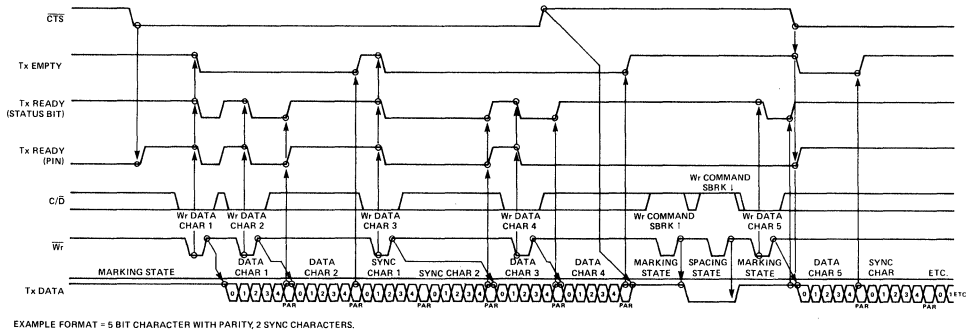 CTS
Tx EMPTY
Tx READY
(STATUS BIT)
Tx READY
(PIN)
Wr COMMAND
SBRK ↓
C/D
Wr DATA
CHAR 1
Wr DATA
CHAR 2
Wr DATA
CHAR 3
Wr DATA
CHAR 4
Wr COMMAND
SBRK ↑
Wr DATA
CHAR 5
Wr
MARKING STATE
DATA
CHAR 1
DATA
CHAR 2
SYNC
CHAR 1
SYNC CHAR 2
DATA
CHAR 3
DATA
CHAR 4
MARKING
STATE
SPACING
STATE
MARKING
STATE
DATA
CHAR 5
SYNC
CHAR
ETC.
Tx DATA
0 1 2 3 4 0 1 2 3 4 0 1 2 3 4 0 1 2 3 4 0 1 2 3 4 0 1 2 3 4
0 1 2 3 4 0 1 2 3 4 0 1 ETC
PAR PAR PAR PAR PAR PAR PAR PAR
EXAMPLE FORMAT = 5 BIT CHARACTER WITH PARITY, 2 SYNC CHARACTERS.